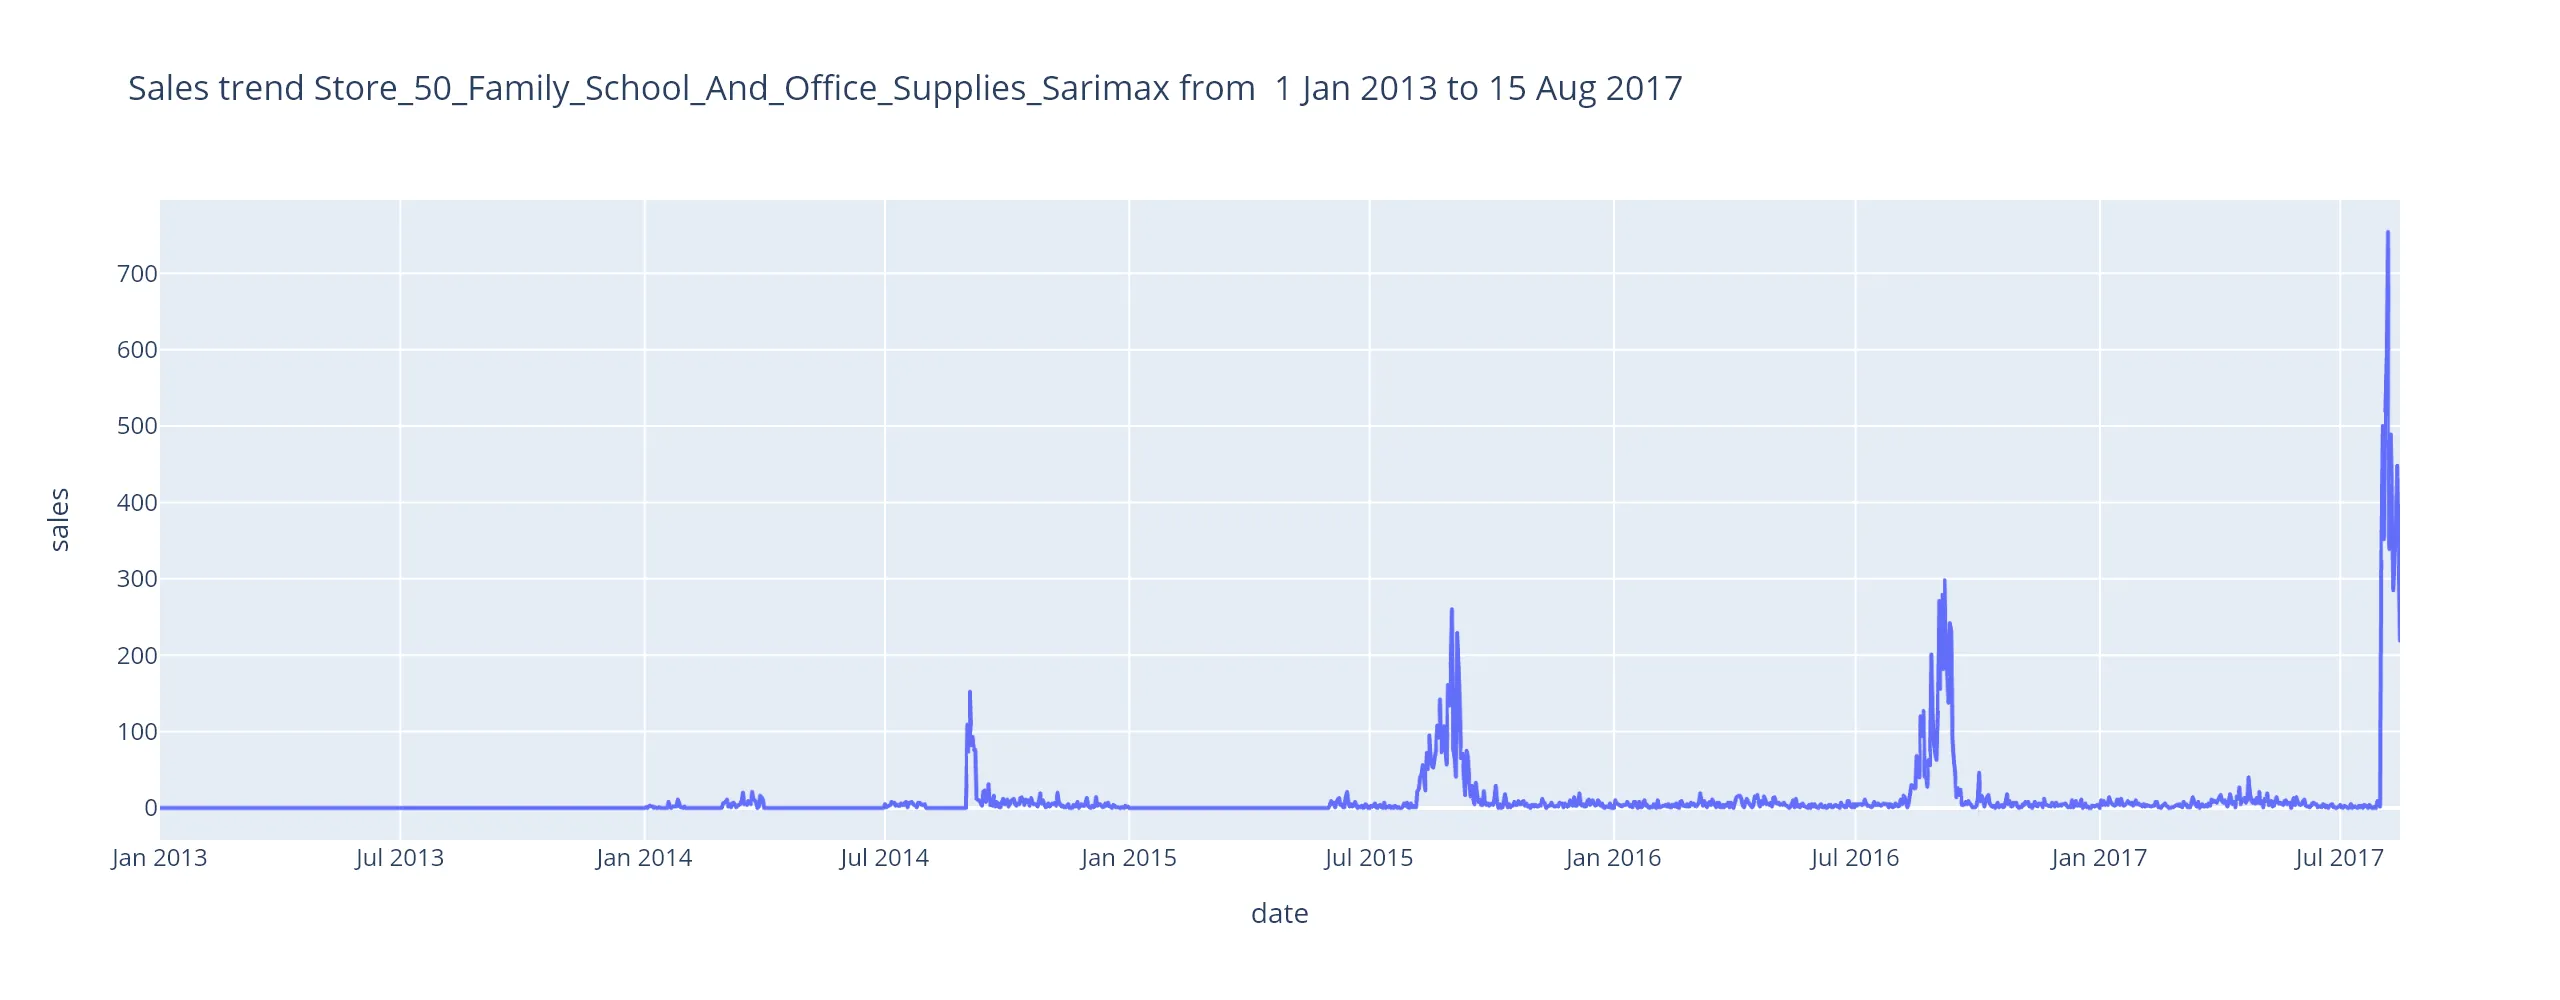 Sales trend Store_50_Family_School_And_Office_Supplies_Sarimax from  1 Jan 2013 to 15 Aug 2017
700
600
500
400
300
200
100
0
sales
Jan 2013 Jul 2013 Jan 2014 Jul 2014 Jan 2015 Jul 2015 Jan 2016 Jul 2016 Jan 2017 Jul 2017
date